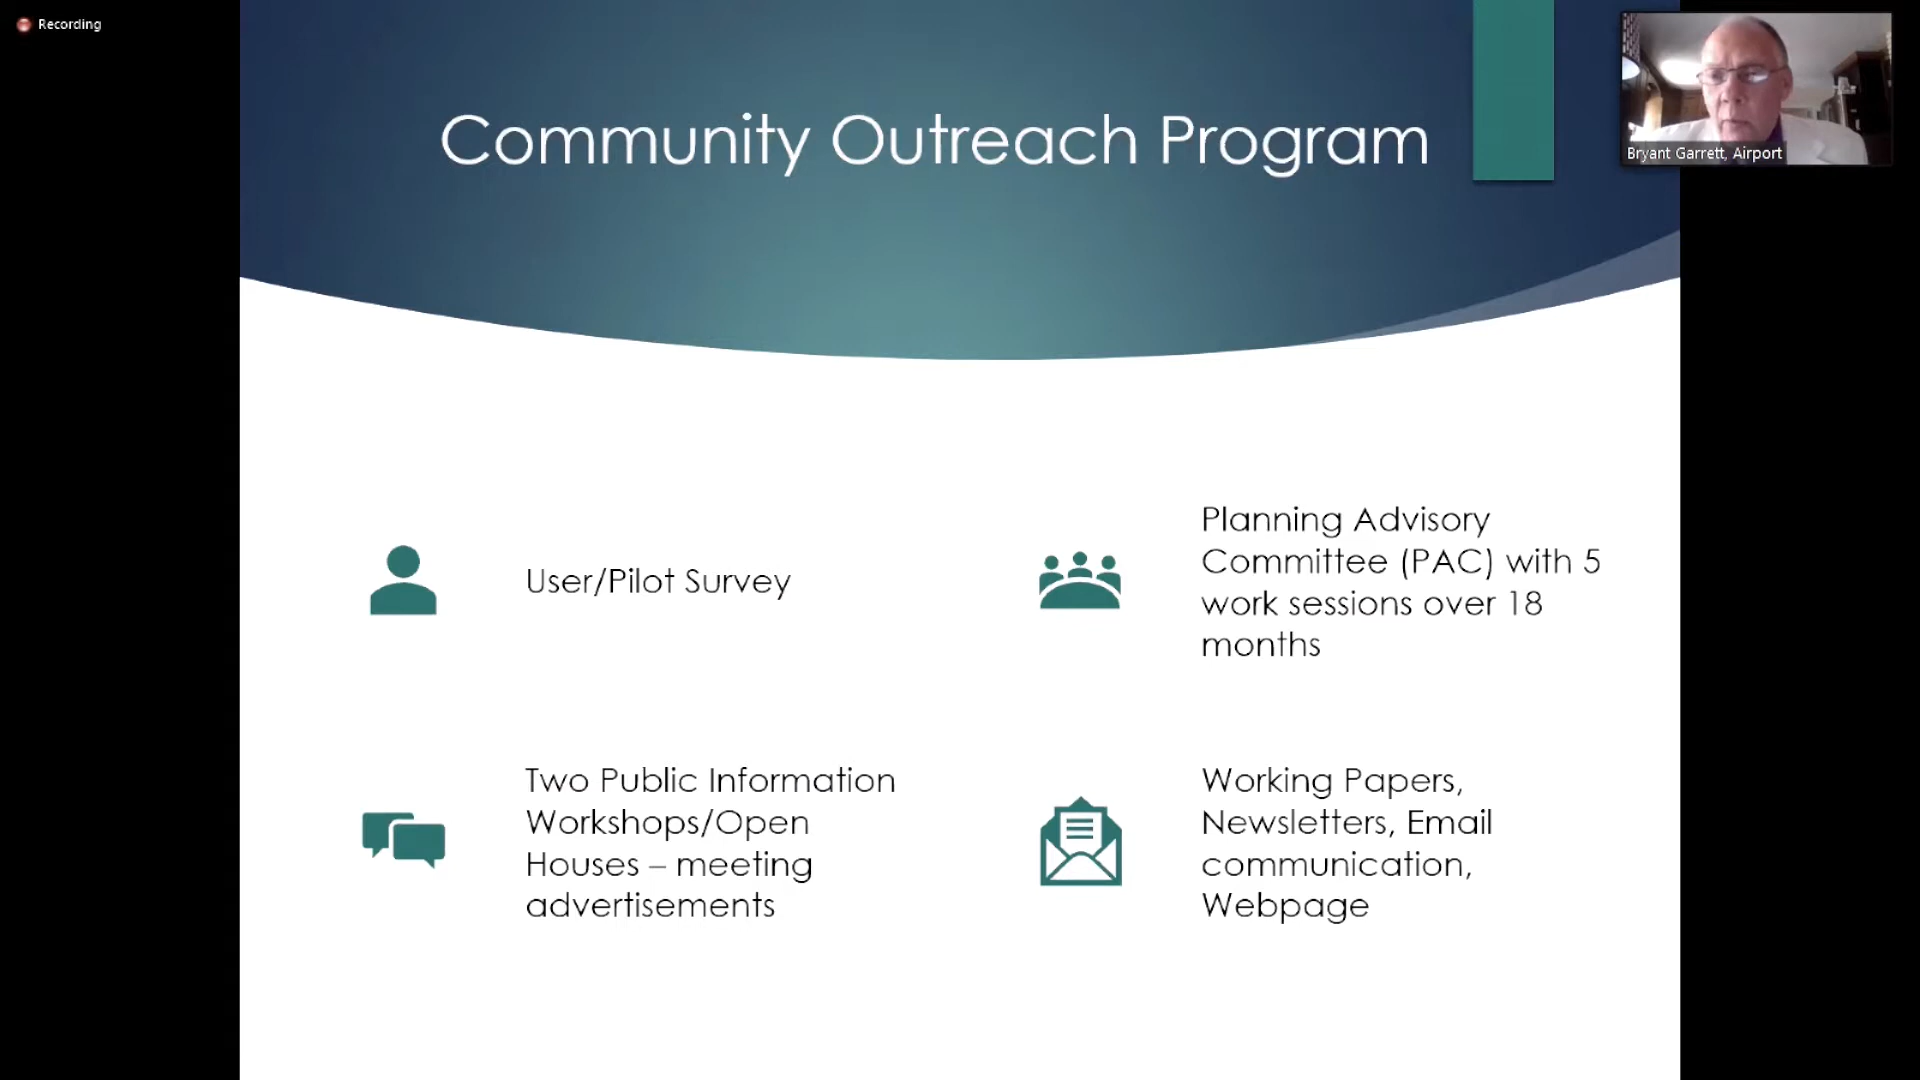 Recording
Community Outreach Program
Bryant Garrett, Airport
User/Pilot Survey
Planning Advisory
Committee (PAC) with 5
work sessions over 18
months
Two Public Information
Workshops/Open
Houses – meeting
advertisements
Working Papers,
Newsletters, Email
communication,
Webpage